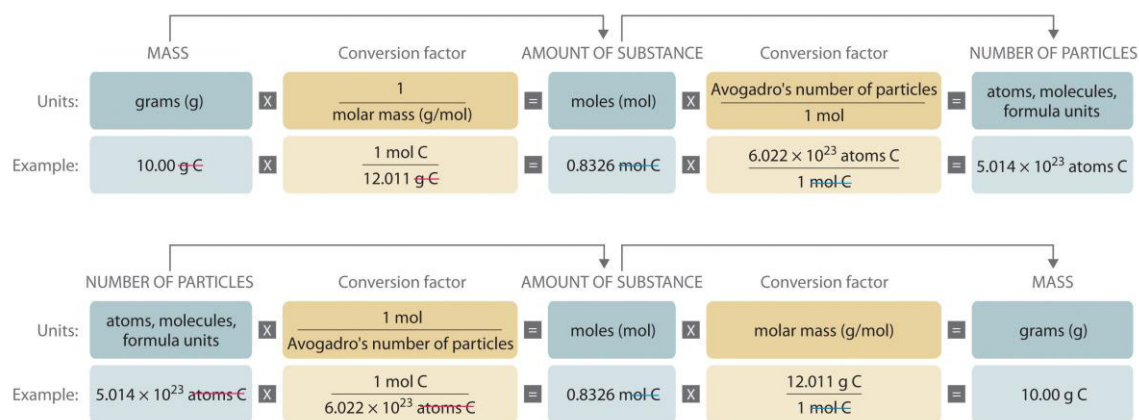 MASS Conversion factor AMOUNT OF SUBSTANCE Conversion factor NUMBER OF PARTICLES
Units: grams (g) X 1 / molar mass (g/mol) = moles (mol) X Avogadro's number of particles / 1 mol = atoms, molecules, formula units
Example: 10.00 g C X 1 mol C / 12.011 g C = 0.8326 mol C X 6.022 × 10²³ atoms C / 1 mol C = 5.014 × 10²³ atoms C
NUMBER OF PARTICLES Conversion factor AMOUNT OF SUBSTANCE Conversion factor MASS
Units: atoms, molecules, formula units X 1 mol / Avogadro's number of particles = moles (mol) X molar mass (g/mol) = grams (g)
Example: 5.014 × 10²³ atoms C X 1 mol C / 6.022 × 10²³ atoms C = 0.8326 mol C X 12.011 g C / 1 mol C = 10.00 g C